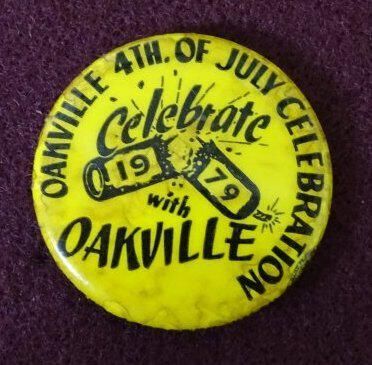 OAKVILLE 4TH. OF JULY CELEBRATION
Celebrate
19 79
with
OAKVILLE